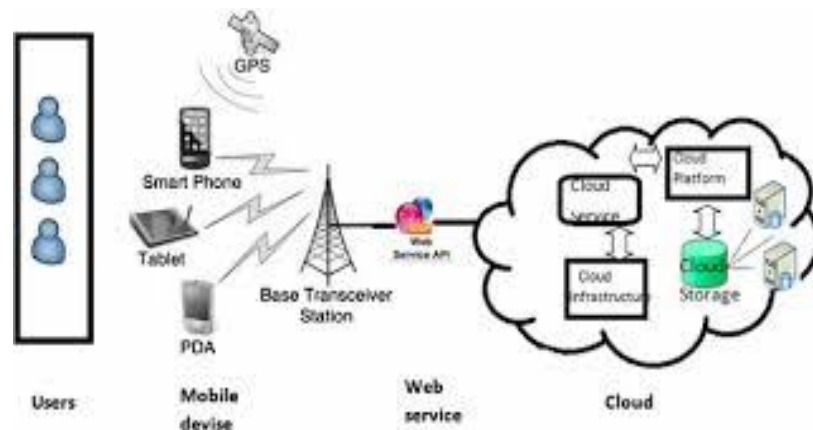 GPS
Smart Phone
Tablet
PDA
Base Transceiver
Station
Web
Service API
Cloud
Service
Cloud
Platform
Cloud
Infrastructure
Cloud
Storage
Users
Mobile
devise
Web
service
Cloud